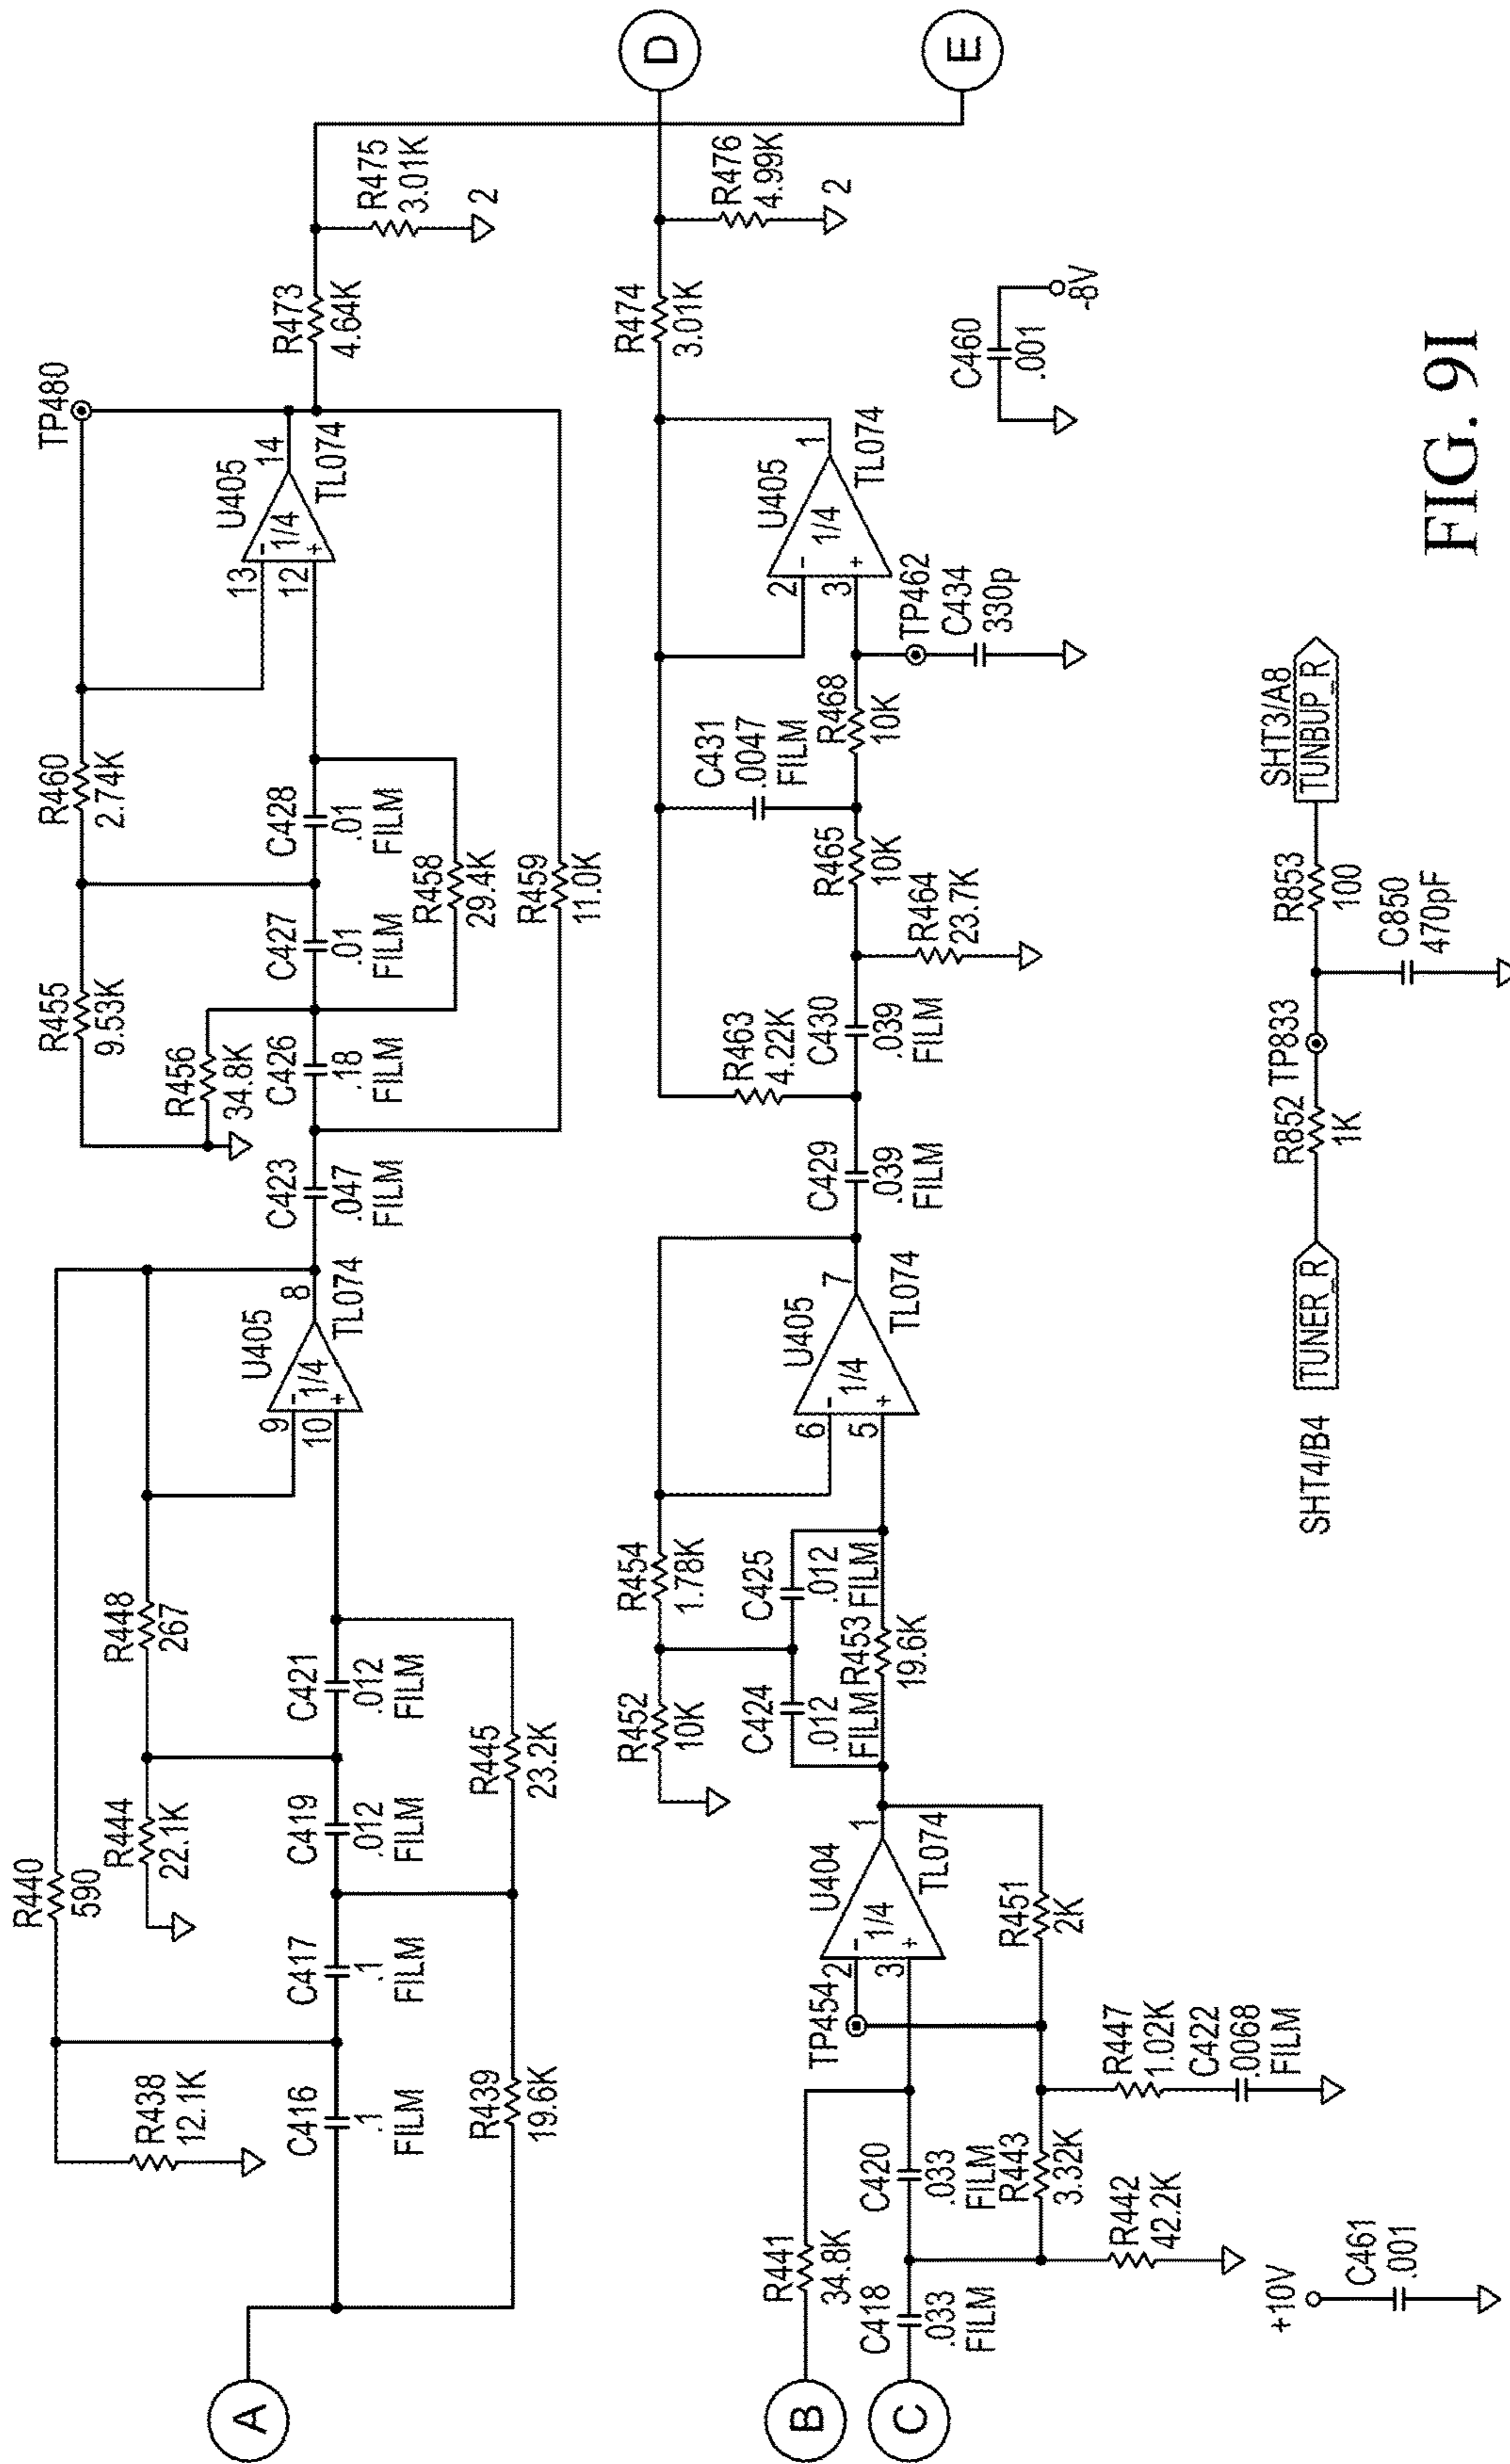 A
R438
12.1K
C416
.1
FILM
R439
19.6K
R440
590
R444
22.1K
C417
.1
FILM
C419
.012
FILM
R448
267
C421
.012
FILM
R445
23.2K
9
10
-
+
1/4
U405
8
TL074
C423
.047
FILM
R456
34.8K
C426
.18
FILM
R455
9.53K
C427
.01
FILM
R460
2.74K
C428
.01
FILM
R458
29.4K
R459
11.0K
13
12
-
+
1/4
U405
14
TL074
TP480
R473
4.64K
R475
3.01K
2
B
C
R441
34.8K
C418
.033
FILM
C420
.033
FILM
R443
3.32K
R442
42.2K
TP454
2
3
-
+
1/4
U404
1
TL074
R451
2K
R447
1.02K
C422
.0068
FILM
R452
10K
C424
.012
FILM
R454
1.78K
C425
.012
FILM
R453
19.6K
6
5
-
+
1/4
U405
7
TL074
C429
.039
FILM
R463
4.22K
C430
.039
FILM
R464
23.7K
R465
10K
C431
.0047
FILM
R468
10K
2
3
-
+
1/4
U405
1
TL074
TP462
C434
330p
R474
3.01K
R476
4.99K
2
D
E
C460
.001
-8V
+10V
C461
.001
SHT4/B4
TUNER_R
R852
1K
TP833
C850
470pF
R853
100
SHT3/A8
TUNBUP_R
FIG. 9I